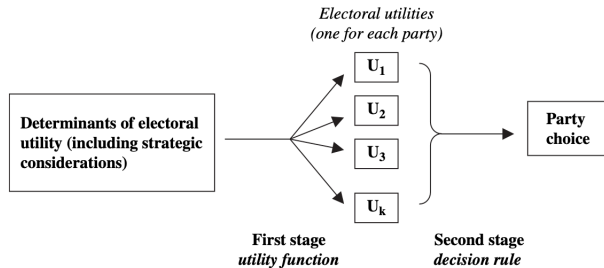 Electoral utilities
(one for each party)
U1
U2
U3
Uk
Determinants of electoral
utility (including strategic
considerations)
Party
choice
First stage
utility function
Second stage
decision rule